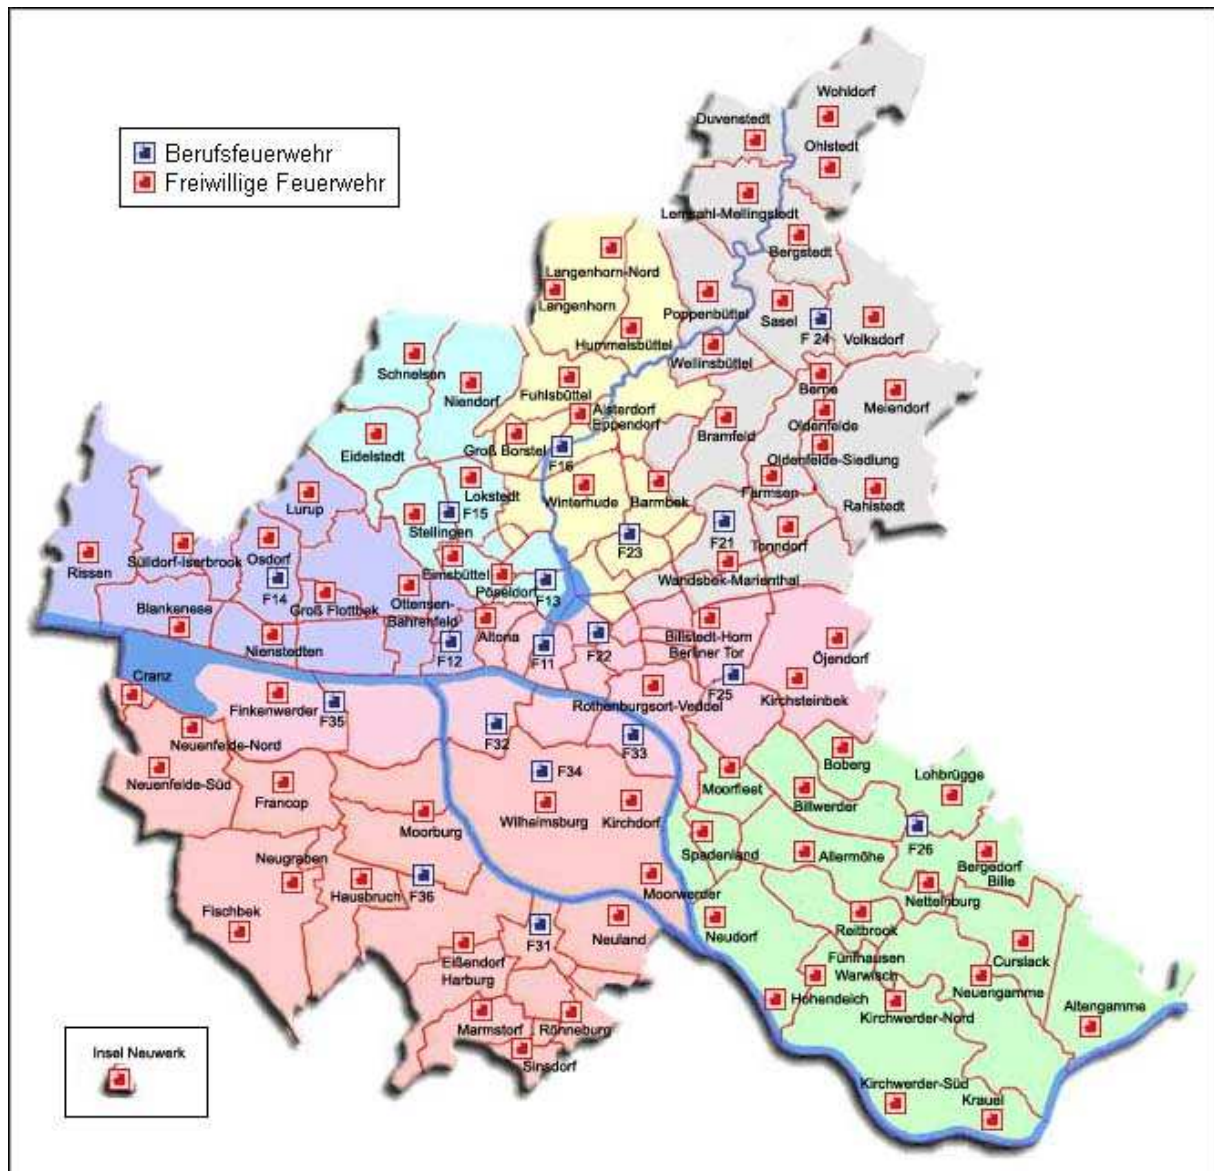 Wohldorf
Duvenstedt
Ohlstedt
Berufsfeuerwehr
Freiwillige Feuerwehr
Lemsahl-Mellingstedt
Bergstedt
Langenhorn-Nord
Langenhorn
Poppenbüttel
Sasel
F 24
Volksdorf
Hummelsbüttel
Wellinsbüttel
Schnelsen
Niendorf
Fuhlsbüttel
Berne
Meiendorf
Alsterdorf
Eppendorf
Bramfeld
Oldenfelde
Groß Borstel
F16
Eidelstedt
Oldenfelde-Siedlung
Lokstedt
Winterhude
Barmbek
Farmsen
Rahlstedt
Lurup
F15
Stellingen
F23
F21
Tonndorf
Osdorf
Sülldorf-Iserbrook
Rissen
Eimsbüttel
Pöseldorf
Wandsbek-Marienthal
F14
Groß Flottbek
Ottensen-
Bahrenfeld
F13
Blankenese
Altona
Billstedt-Horn
Berliner Tor
Nienstedten
F12
F11
F22
Öjendorf
Cranz
F25
Kirchsteinbek
Finkenwerder
F35
Rothenburgsort-Veddel
Neuenfelde-Nord
F32
F33
Boberg
Neuenfelde-Süd
Francop
F34
Moorfleet
Billwerder
Lohbrügge
Moorburg
Wilhelmsburg
Kirchdorf
Spadenland
Allermöhe
F26
Bergedorf
Bille
Neugraben
Hausbruch
F36
Moorwerder
Nettelnburg
Fischbek
F31
Neuland
Neudorf
Reitbrook
Eißendorf
Harburg
Fünfhausen
Warwisch
Curslack
Neuengamme
Hohendeich
Kirchwerder-Nord
Altengamme
Marmstorf
Rönneburg
Sinsdorf
Insel Neuwerk
Kirchwerder-Süd
Krauel